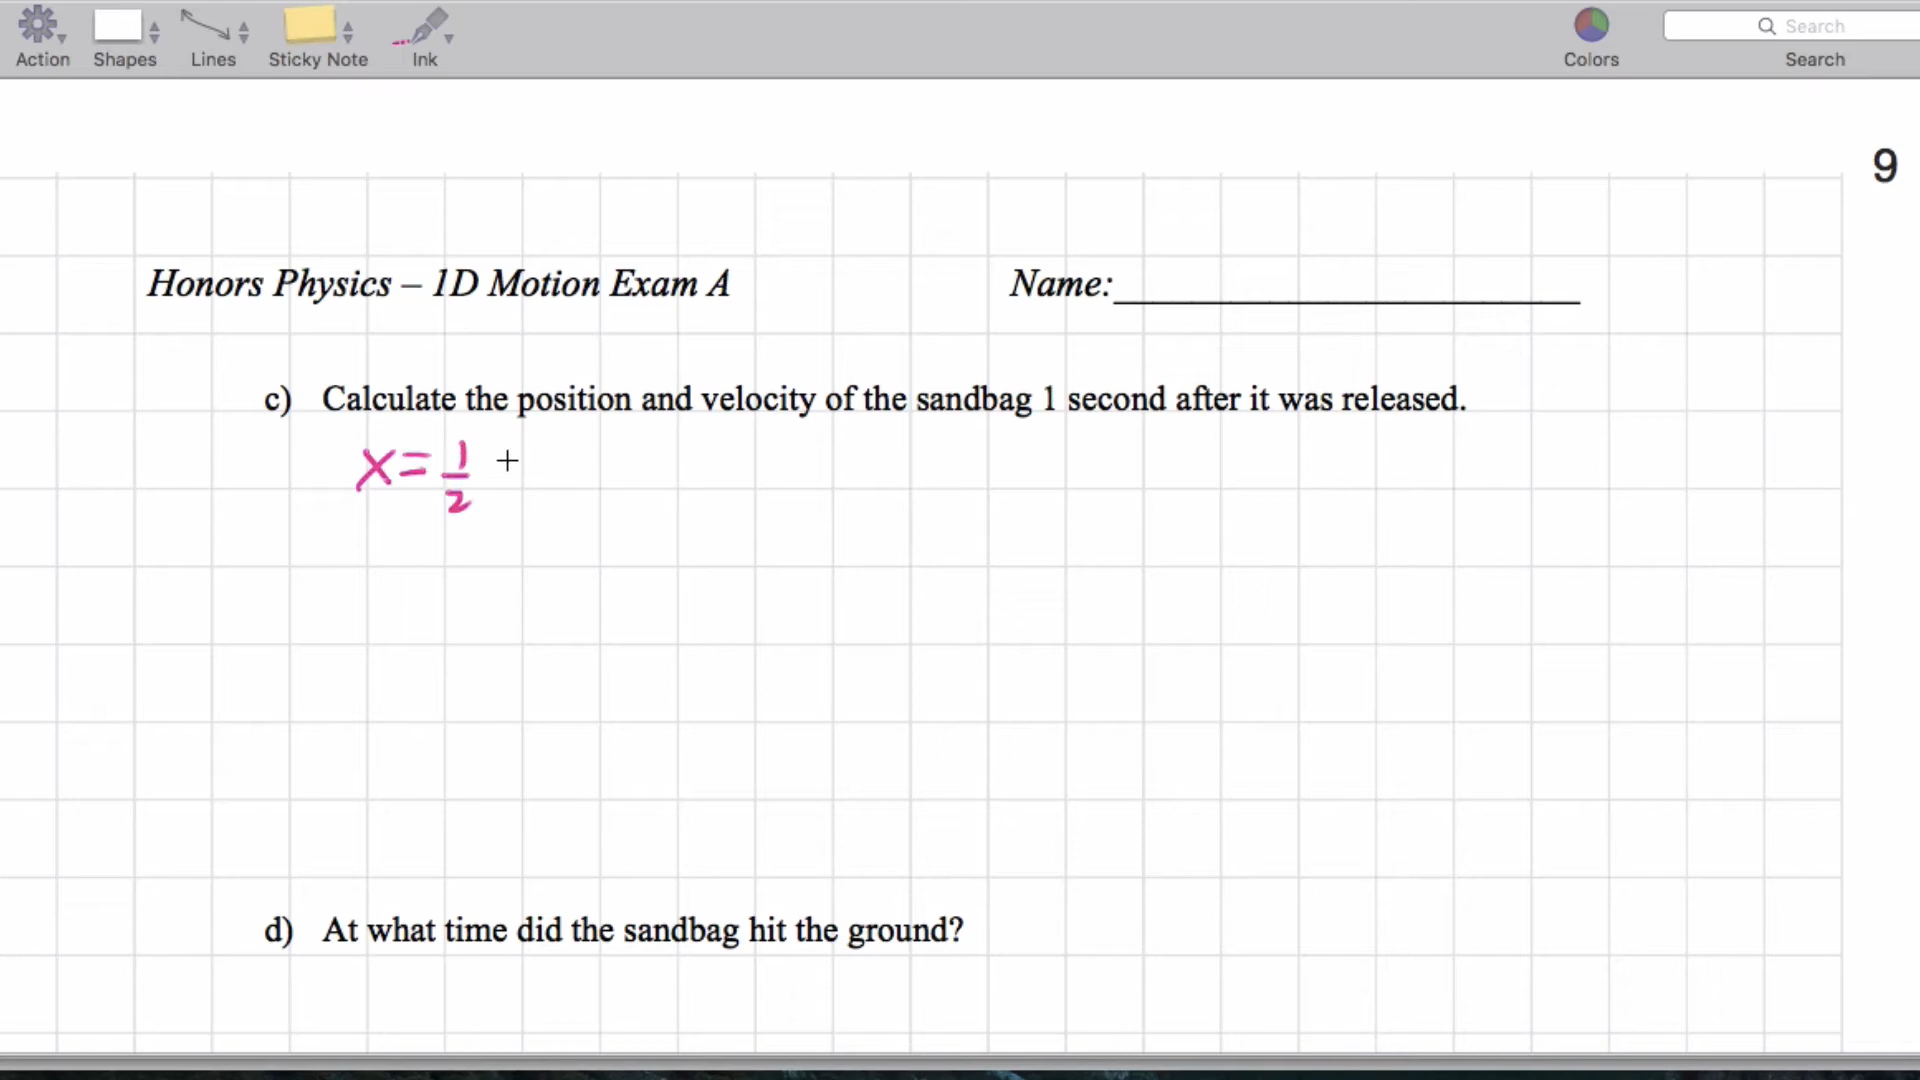 Action Shapes Lines Sticky Note Ink Colors Search
Search
9
Honors Physics – 1D Motion Exam A Name:
c) Calculate the position and velocity of the sandbag 1 second after it was released.
x = 1/2
d) At what time did the sandbag hit the ground?